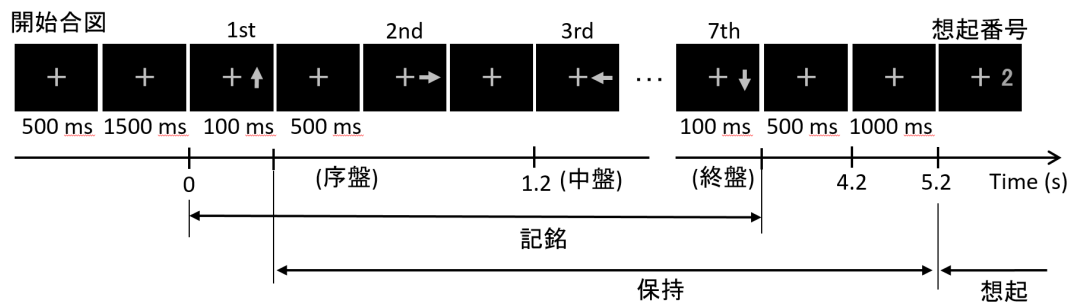 開始合図 1st 2nd 3rd 7th 想起番号
… 2
500 ms 1500 ms 100 ms 500 ms 100 ms 500 ms 1000 ms
0 (序盤) 1.2 (中盤) (終盤) 4.2 5.2 Time (s)
記銘
保持 想起